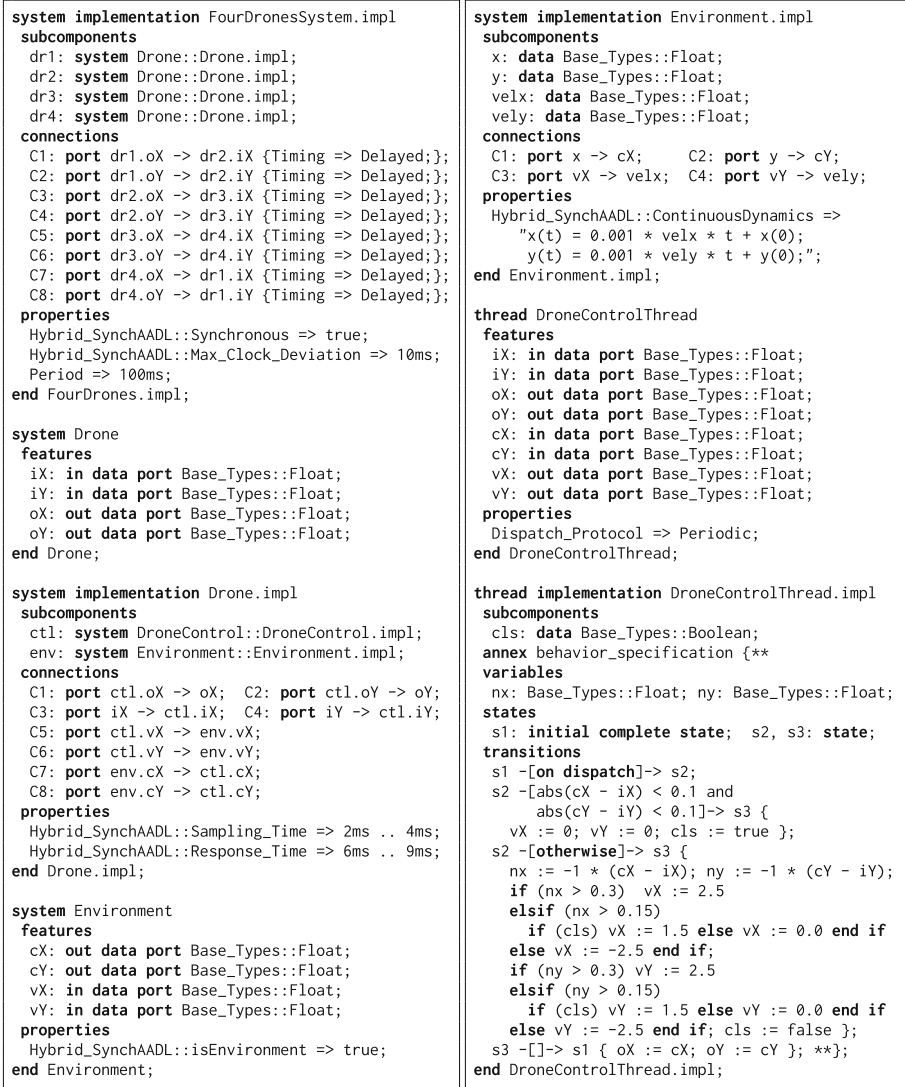 system implementation FourDronesSystem.impl
subcomponents
dr1: system Drone::Drone.impl;
dr2: system Drone::Drone.impl;
dr3: system Drone::Drone.impl;
dr4: system Drone::Drone.impl;
connections
C1: port dr1.oX -> dr2.iX {Timing => Delayed;};
C2: port dr1.oY -> dr2.iY {Timing => Delayed;};
C3: port dr2.oX -> dr3.iX {Timing => Delayed;};
C4: port dr2.oY -> dr3.iY {Timing => Delayed;};
C5: port dr3.oX -> dr4.iX {Timing => Delayed;};
C6: port dr3.oY -> dr4.iY {Timing => Delayed;};
C7: port dr4.oX -> dr1.iX {Timing => Delayed;};
C8: port dr4.oY -> dr1.iY {Timing => Delayed;};
properties
Hybrid_SynchAADL::Synchronous => true;
Hybrid_SynchAADL::Max_Clock_Deviation => 10ms;
Period => 100ms;
end FourDrones.impl;
system Drone
features
iX: in data port Base_Types::Float;
iY: in data port Base_Types::Float;
oX: out data port Base_Types::Float;
oY: out data port Base_Types::Float;
end Drone;
system implementation Drone.impl
subcomponents
ctl: system DroneControl::DroneControl.impl;
env: system Environment::Environment.impl;
connections
C1: port ctl.oX -> oX; C2: port ctl.oY -> oY;
C3: port iX -> ctl.iX; C4: port iY -> ctl.iY;
C5: port ctl.vX -> env.vX;
C6: port ctl.vY -> env.vY;
C7: port env.cX -> ctl.cX;
C8: port env.cY -> ctl.cY;
properties
Hybrid_SynchAADL::Sampling_Time => 2ms .. 4ms;
Hybrid_SynchAADL::Response_Time => 6ms .. 9ms;
end Drone.impl;
system Environment
features
cX: out data port Base_Types::Float;
cY: out data port Base_Types::Float;
vX: in data port Base_Types::Float;
vY: in data port Base_Types::Float;
properties
Hybrid_SynchAADL::isEnvironment => true;
end Environment;
system implementation Environment.impl
subcomponents
x: data Base_Types::Float;
y: data Base_Types::Float;
velx: data Base_Types::Float;
vely: data Base_Types::Float;
connections
C1: port x -> cX; C2: port y -> cY;
C3: port vX -> velx; C4: port vY -> vely;
properties
Hybrid_SynchAADL::ContinuousDynamics =>
"x(t) = 0.001 * velx * t + x(0);
y(t) = 0.001 * vely * t + y(0);";
end Environment.impl;
thread DroneControlThread
features
iX: in data port Base_Types::Float;
iY: in data port Base_Types::Float;
oX: out data port Base_Types::Float;
oY: out data port Base_Types::Float;
cX: in data port Base_Types::Float;
cY: in data port Base_Types::Float;
vX: out data port Base_Types::Float;
vY: out data port Base_Types::Float;
properties
Dispatch_Protocol => Periodic;
end DroneControlThread;
thread implementation DroneControlThread.impl
subcomponents
cls: data Base_Types::Boolean;
annex behavior_specification {**
variables
nx: Base_Types::Float; ny: Base_Types::Float;
states
s1: initial complete state; s2, s3: state;
transitions
s1 -[on dispatch]-> s2;
s2 -[abs(cX - iX) < 0.1 and
abs(cY - iY) < 0.1]-> s3 {
vX := 0; vY := 0; cls := true };
s2 -[otherwise]-> s3 {
nx := -1 * (cX - iX); ny := -1 * (cY - iY);
if (nx > 0.3) vX := 2.5
elsif (nx > 0.15)
if (cls) vX := 1.5 else vX := 0.0 end if
else vX := -2.5 end if;
if (ny > 0.3) vY := 2.5
elsif (ny > 0.15)
if (cls) vY := 1.5 else vY := 0.0 end if
else vY := -2.5 end if; cls := false };
s3 -[]-> s1 { oX := cX; oY := cY }; **};
end DroneControlThread.impl;